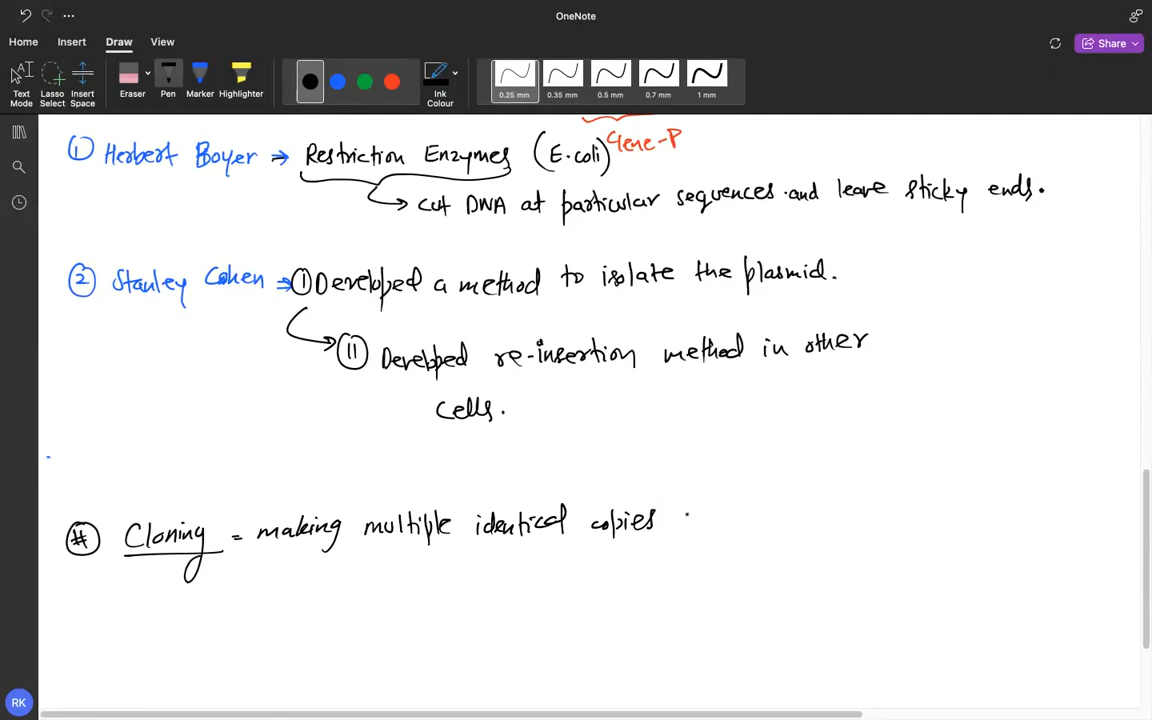 OneNote
Home Insert Draw View
Share
Text Mode
Lasso Select
Insert Space
Eraser
Pen
Marker
Highlighter
Ink Colour
0.25 mm 0.35 mm 0.5 mm 0.7 mm 1 mm
① Herbert Boyer → Restriction Enzymes (E.coli) Gene-P
→ cut DNA at particular sequences and leave sticky ends.
② Stanley Cohen ⇒ ① Developed a method to isolate the plasmid.
→ ⑪ Developed re-insertion method in other
cells.
# Cloning = making multiple identical copies
RK